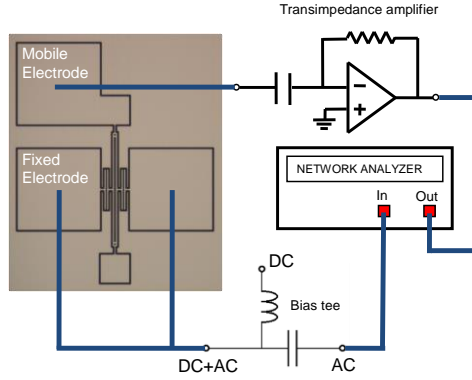 Transimpedance amplifier
Mobile
Electrode
−
+
Fixed
Electrode
NETWORK ANALYZER
In
Out
DC
Bias tee
DC+AC
AC